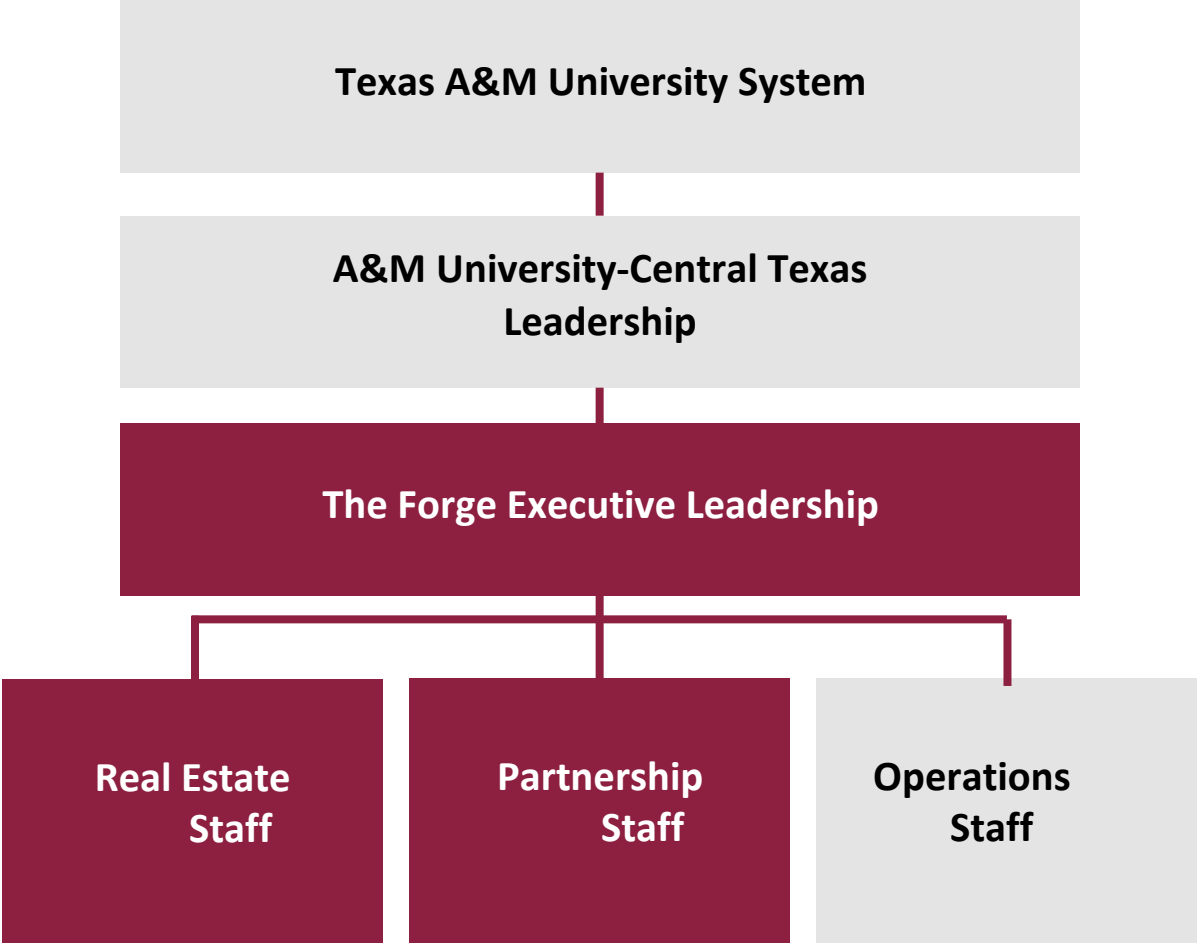 Texas A&M University System
A&M University-Central Texas
Leadership
The Forge Executive Leadership
Real Estate
Staff
Partnership
Staff
Operations
Staff